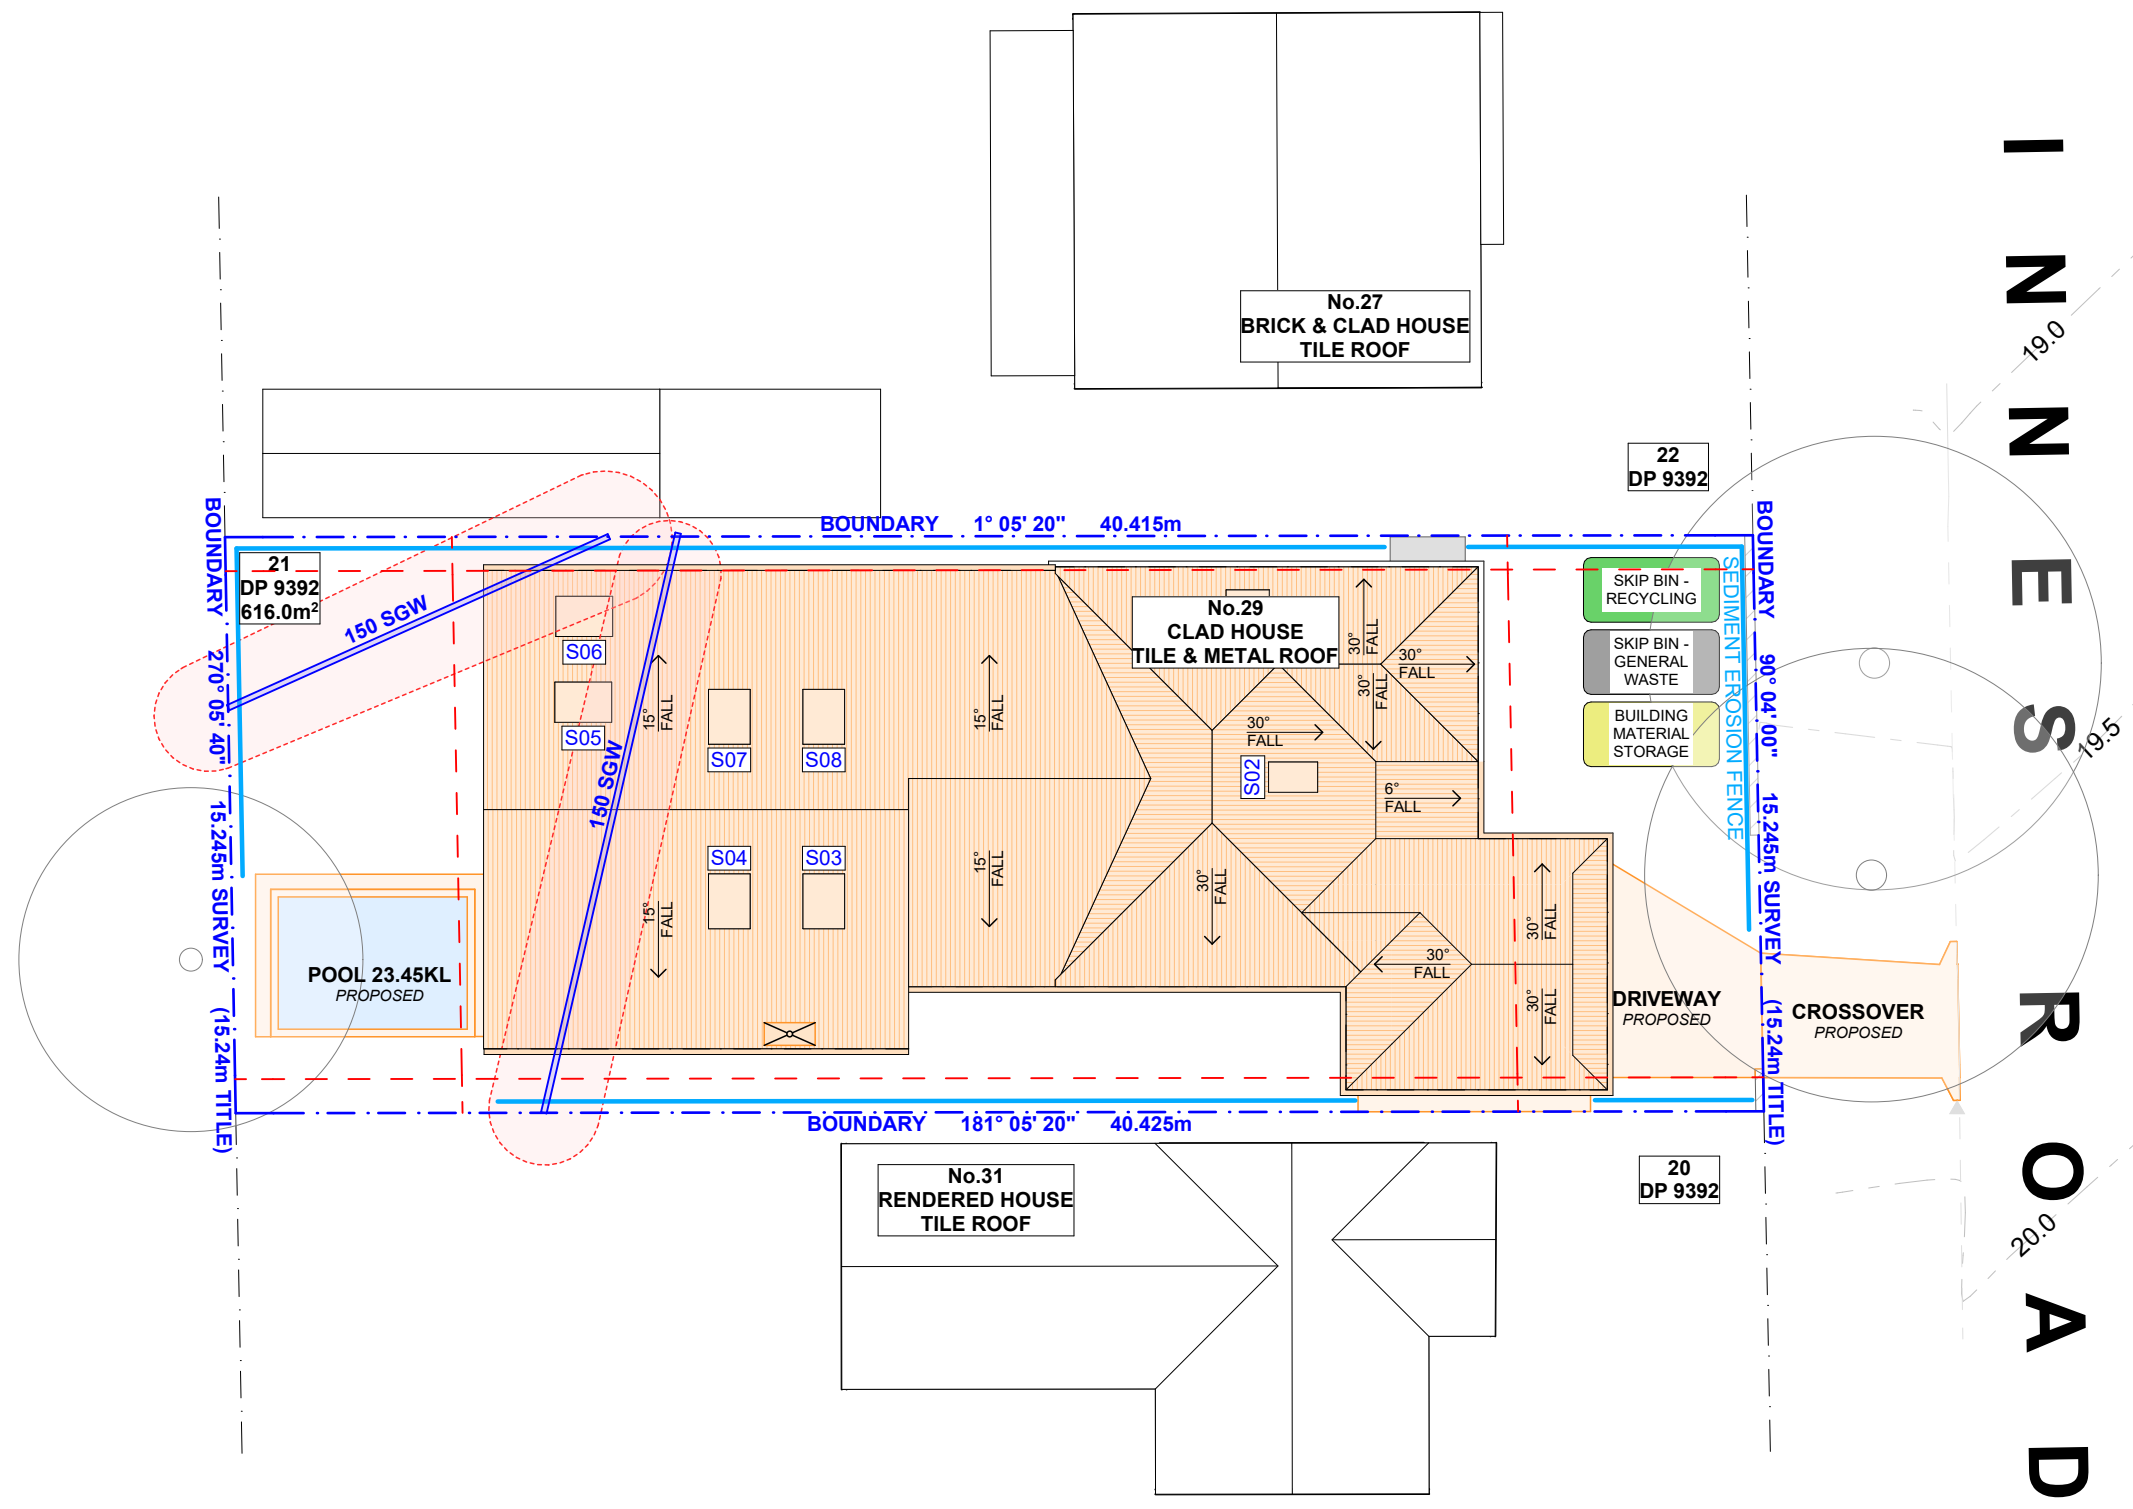 No.27
BRICK & CLAD HOUSE
TILE ROOF
INNES ROAD
19.0
19.5
20.0
22
DP 9392
BOUNDARY 1° 05' 20" 40.415m
21
DP 9392
616.0m²
BOUNDARY 270° 05' 40" 15.245m SURVEY (15.24m TITLE)
BOUNDARY 90° 04' 00" 15.245m SURVEY (15.24m TITLE)
SEDIMENT EROSION FENCE
150 SGW
150 SGW
SKIP BIN -
RECYCLING
SKIP BIN -
GENERAL
WASTE
BUILDING
MATERIAL
STORAGE
No.29
CLAD HOUSE
TILE & METAL ROOF
S06
S05
S07
S08
S02
S04
S03
15°
FALL
15°
FALL
15°
FALL
15°
FALL
30°
FALL
30°
FALL
30°
FALL
30°
FALL
6°
FALL
30°
FALL
30°
FALL
30°
FALL
30°
FALL
POOL 23.45KL
PROPOSED
DRIVEWAY
PROPOSED
CROSSOVER
PROPOSED
BOUNDARY 181° 05' 20" 40.425m
No.31
RENDERED HOUSE
TILE ROOF
20
DP 9392